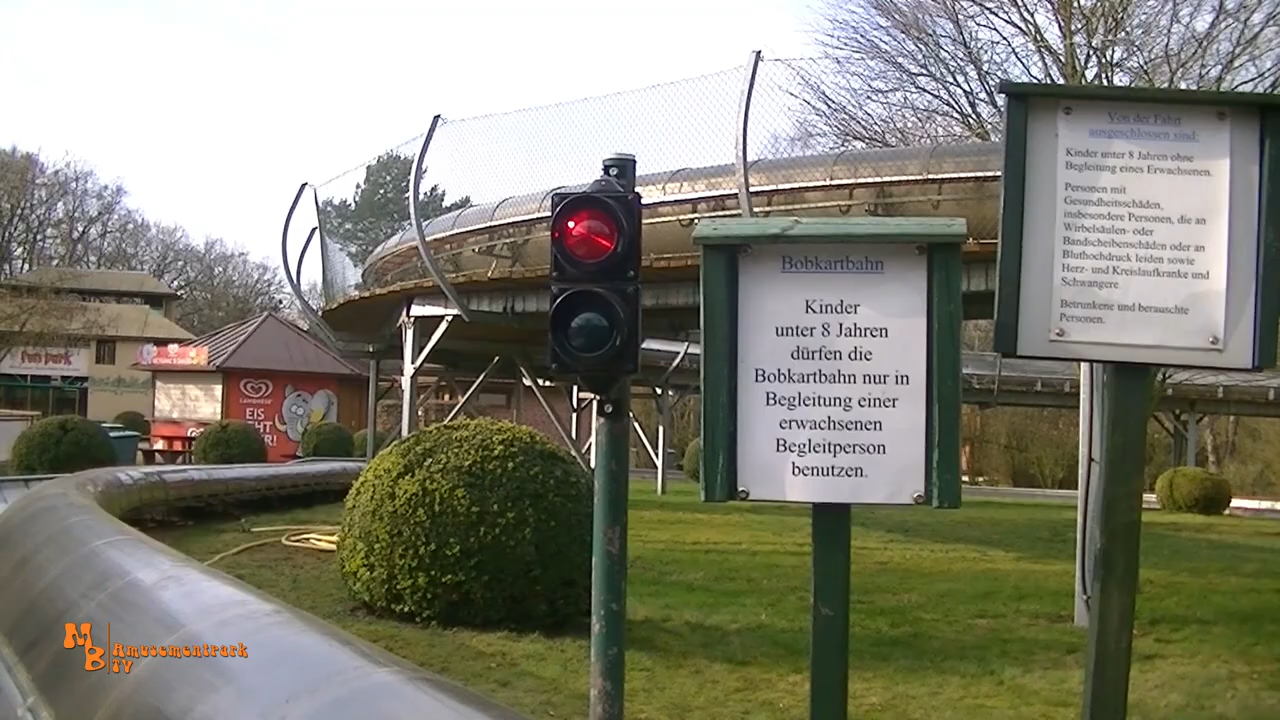 Bobkartbahn
Kinder
unter 8 Jahren
dürfen die
Bobkartbahn nur in
Begleitung einer
erwachsenen
Begleitperson
benutzen.
Von der Fahrt
ausgeschlossen sind:
Kinder unter 8 Jahren ohne
Begleitung eines Erwachsenen.
Personen mit
Gesundheitsschäden,
insbesondere Personen, die an
Wirbelsäulen- oder
Bandscheibenschäden oder an
Bluthochdruck leiden sowie
Herz- und Kreislaufkranke und
Schwangere
Betrunkene und berauschte
Personen.
fun park
EIS
MB
Amusementpark
TV